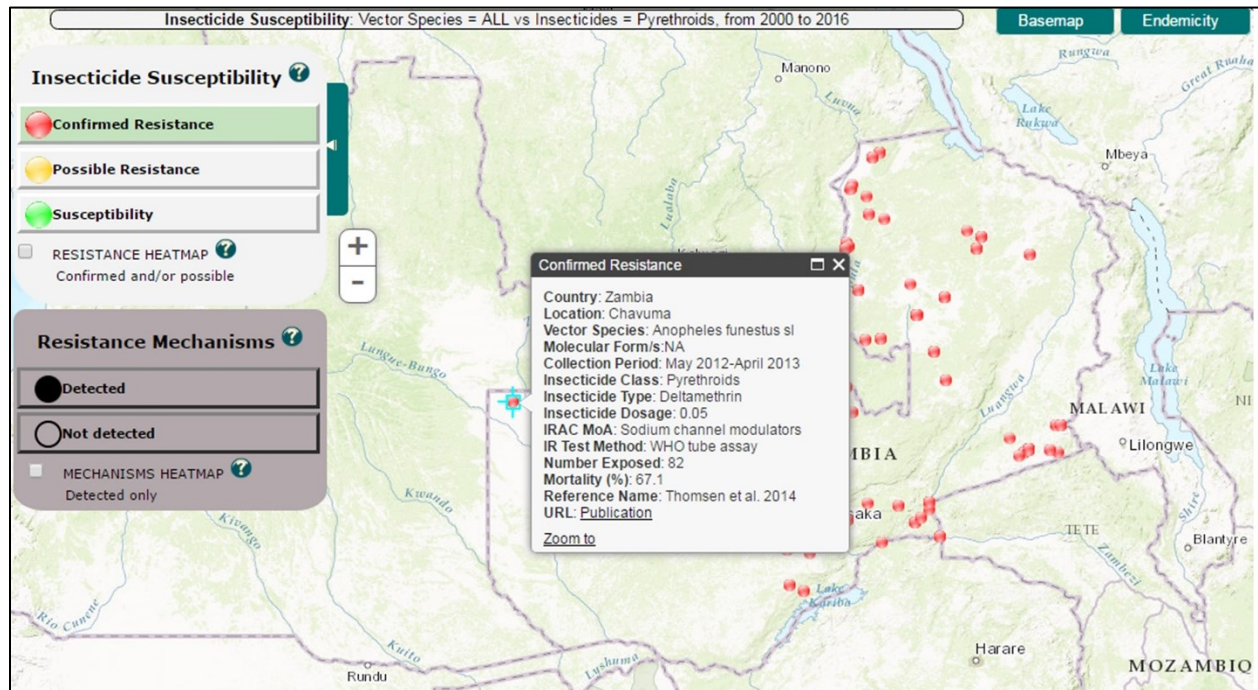 Insecticide Susceptibility: Vector Species = ALL vs Insecticides = Pyrethroids, from 2000 to 2016
Basemap
Endemicity
Insecticide Susceptibility ?
Confirmed Resistance
Possible Resistance
Susceptibility
RESISTANCE HEATMAP ?
Confirmed and/or possible
Resistance Mechanisms ?
Detected
Not detected
MECHANISMS HEATMAP ?
Detected only
+
-
Confirmed Resistance
Country: Zambia
Location: Chavuma
Vector Species: Anopheles funestus sl
Molecular Form/s:NA
Collection Period: May 2012-April 2013
Insecticide Class: Pyrethroids
Insecticide Type: Deltamethrin
Insecticide Dosage: 0.05
IRAC MoA: Sodium channel modulators
IR Test Method: WHO tube assay
Number Exposed: 82
Mortality (%): 67.1
Reference Name: Thomsen et al. 2014
URL: Publication
Zoom to
Manono
Luvua
Lualaba
Rungwa
Great Ruaha
Lake
Rukwa
Mbeya
Lungue-Bungo
Luangwa
Lake
Malawi
MALAWI
NI
Lilongwe
MBIA
saka
Kwando
Kivango
TETE
Shire
Blantyre
Zambezi
Lake
Kariba
Rio Cunene
Kuito
Rundu
Lyshuma
Harare
MOZAMBIQ